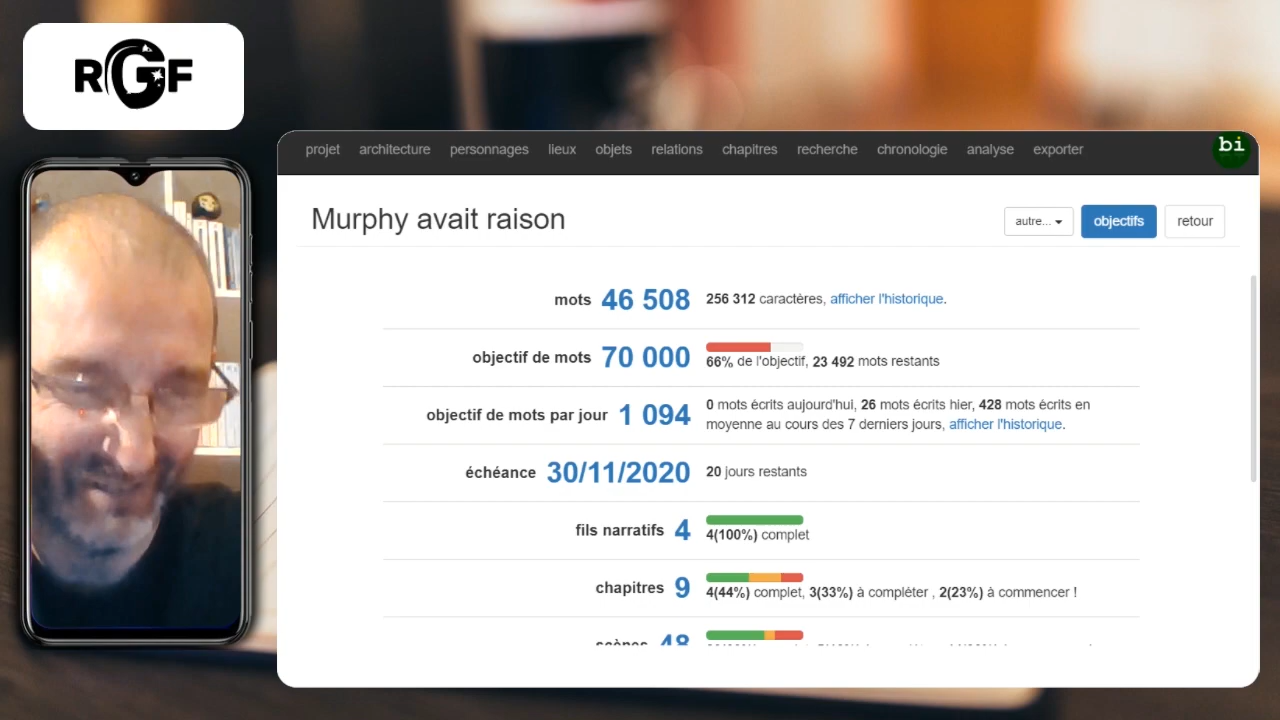 RGF
projet architecture personnages lieux objets relations chapitres recherche chronologie analyse exporter
bi
Murphy avait raison
autre...
objectifs
retour
mots 46 508 256 312 caractères, afficher l'historique.
objectif de mots 70 000 66% de l'objectif, 23 492 mots restants
objectif de mots par jour 1 094 0 mots écrits aujourd'hui, 26 mots écrits hier, 428 mots écrits en
moyenne au cours des 7 derniers jours, afficher l'historique.
échéance 30/11/2020 20 jours restants
fils narratifs 4 4(100%) complet
chapitres 9 4(44%) complet, 3(33%) à compléter , 2(23%) à commencer !
scènes 48